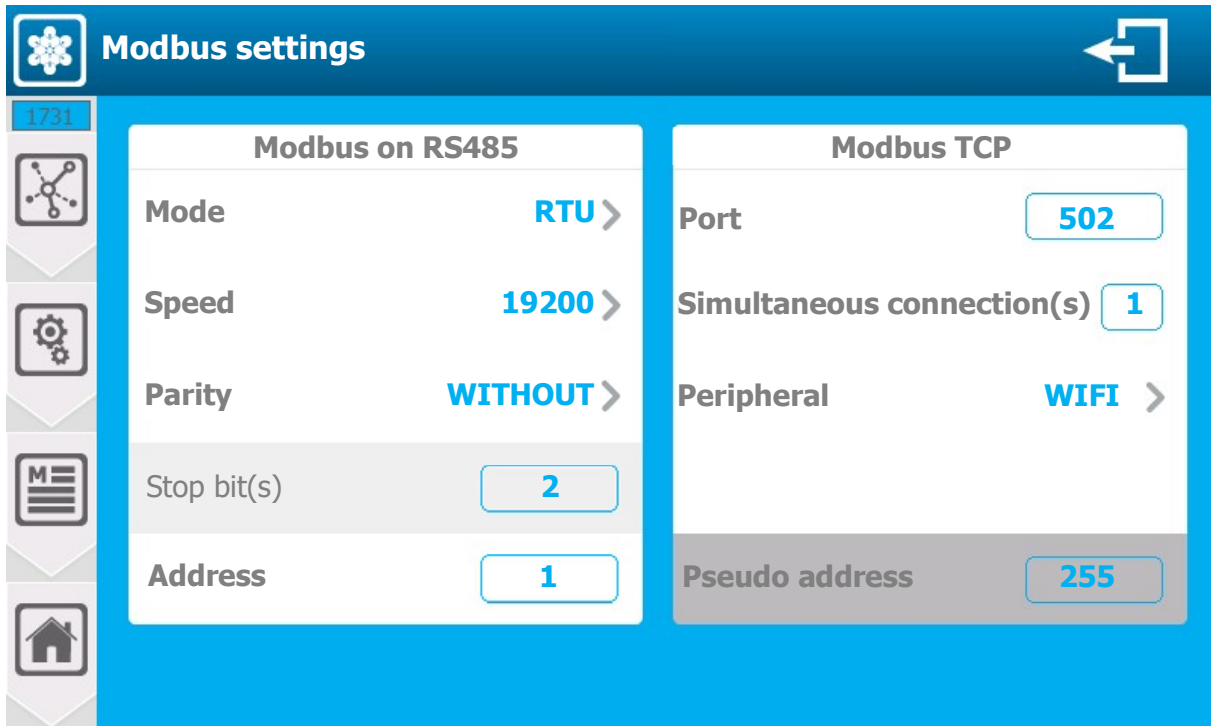 Modbus settings
1731
Modbus on RS485
Mode RTU
Speed 19200
Parity WITHOUT
Stop bit(s) 2
Address 1
Modbus TCP
Port 502
Simultaneous connection(s) 1
Peripheral WIFI
Pseudo address 255
M